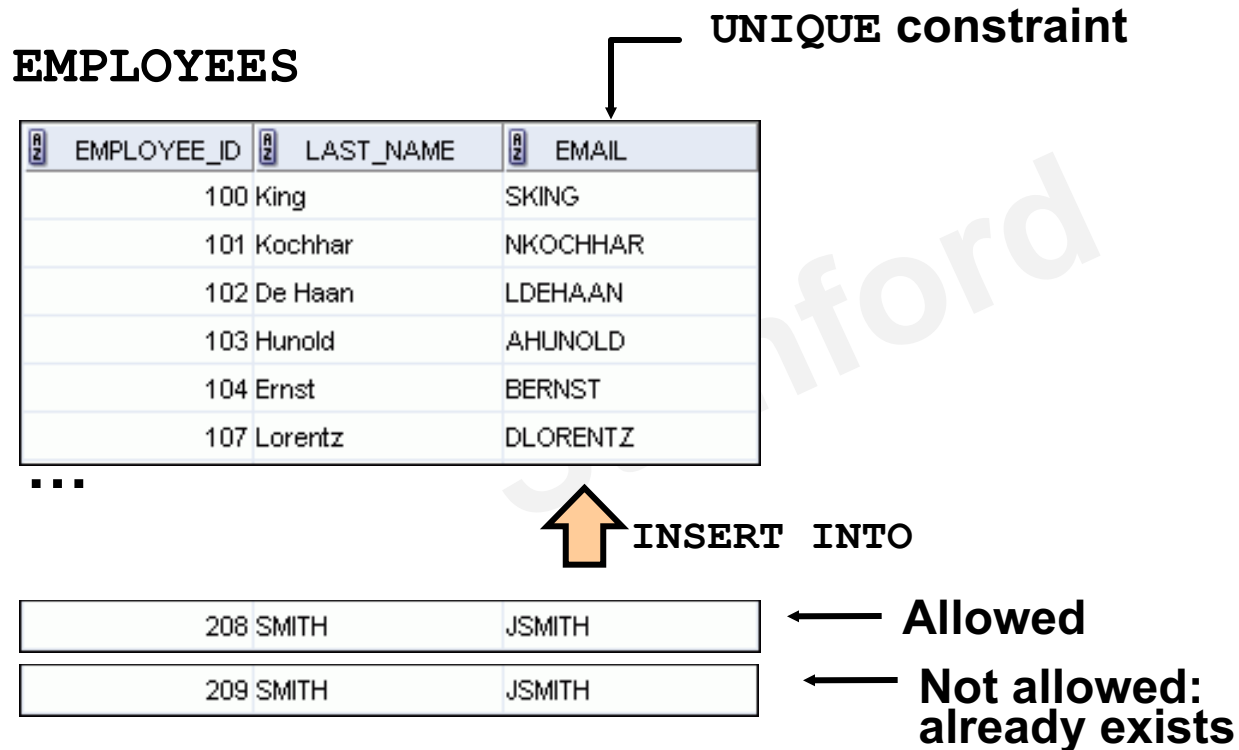 UNIQUE constraint
EMPLOYEES
EMPLOYEE_ID LAST_NAME EMAIL
100 King SKING
101 Kochhar NKOCHHAR
102 De Haan LDEHAAN
103 Hunold AHUNOLD
104 Ernst BERNST
107 Lorentz DLORENTZ
...
INSERT INTO
208 SMITH JSMITH
Allowed
209 SMITH JSMITH
Not allowed:
already exists